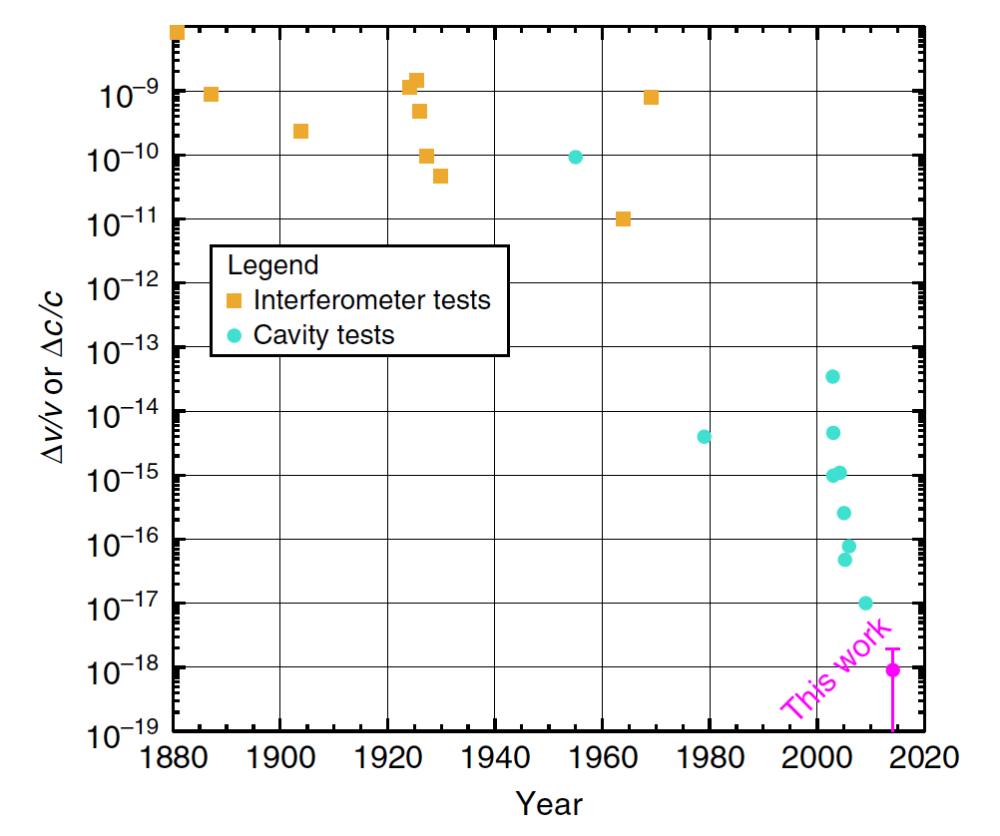 10⁻⁹
10⁻¹⁰
10⁻¹¹
10⁻¹²
10⁻¹³
10⁻¹⁴
10⁻¹⁵
10⁻¹⁶
10⁻¹⁷
10⁻¹⁸
10⁻¹⁹
Δv/v or Δc/c
Legend
Interferometer tests
Cavity tests
This work
1880 1900 1920 1940 1960 1980 2000 2020
Year